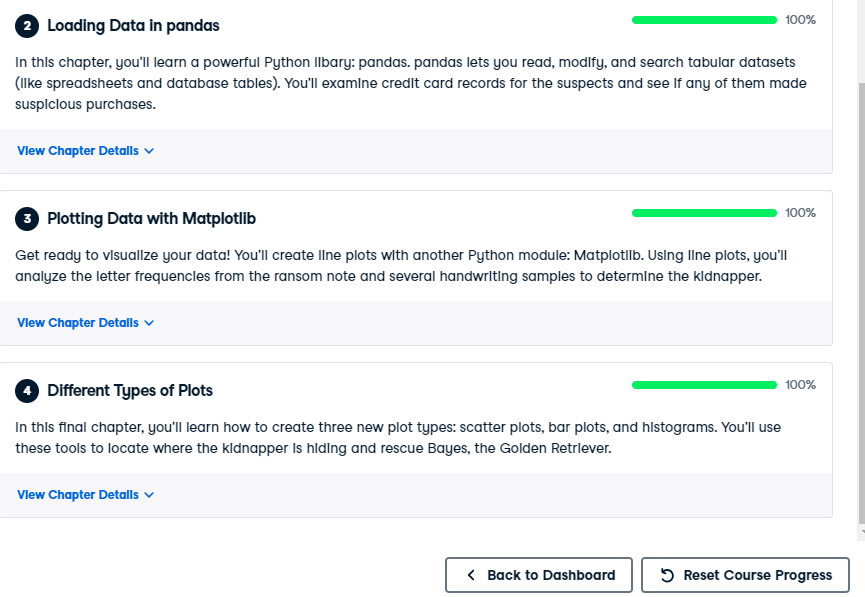 2 Loading Data in pandas 100%
In this chapter, you'll learn a powerful Python libary: pandas. pandas lets you read, modify, and search tabular datasets
(like spreadsheets and database tables). You'll examine credit card records for the suspects and see if any of them made
suspicious purchases.
View Chapter Details
3 Plotting Data with Matplotlib 100%
Get ready to visualize your data! You'll create line plots with another Python module: Matplotlib. Using line plots, you'll
analyze the letter frequencies from the ransom note and several handwriting samples to determine the kidnapper.
View Chapter Details
4 Different Types of Plots 100%
In this final chapter, you'll learn how to create three new plot types: scatter plots, bar plots, and histograms. You'll use
these tools to locate where the kidnapper is hiding and rescue Bayes, the Golden Retriever.
View Chapter Details
Back to Dashboard Reset Course Progress